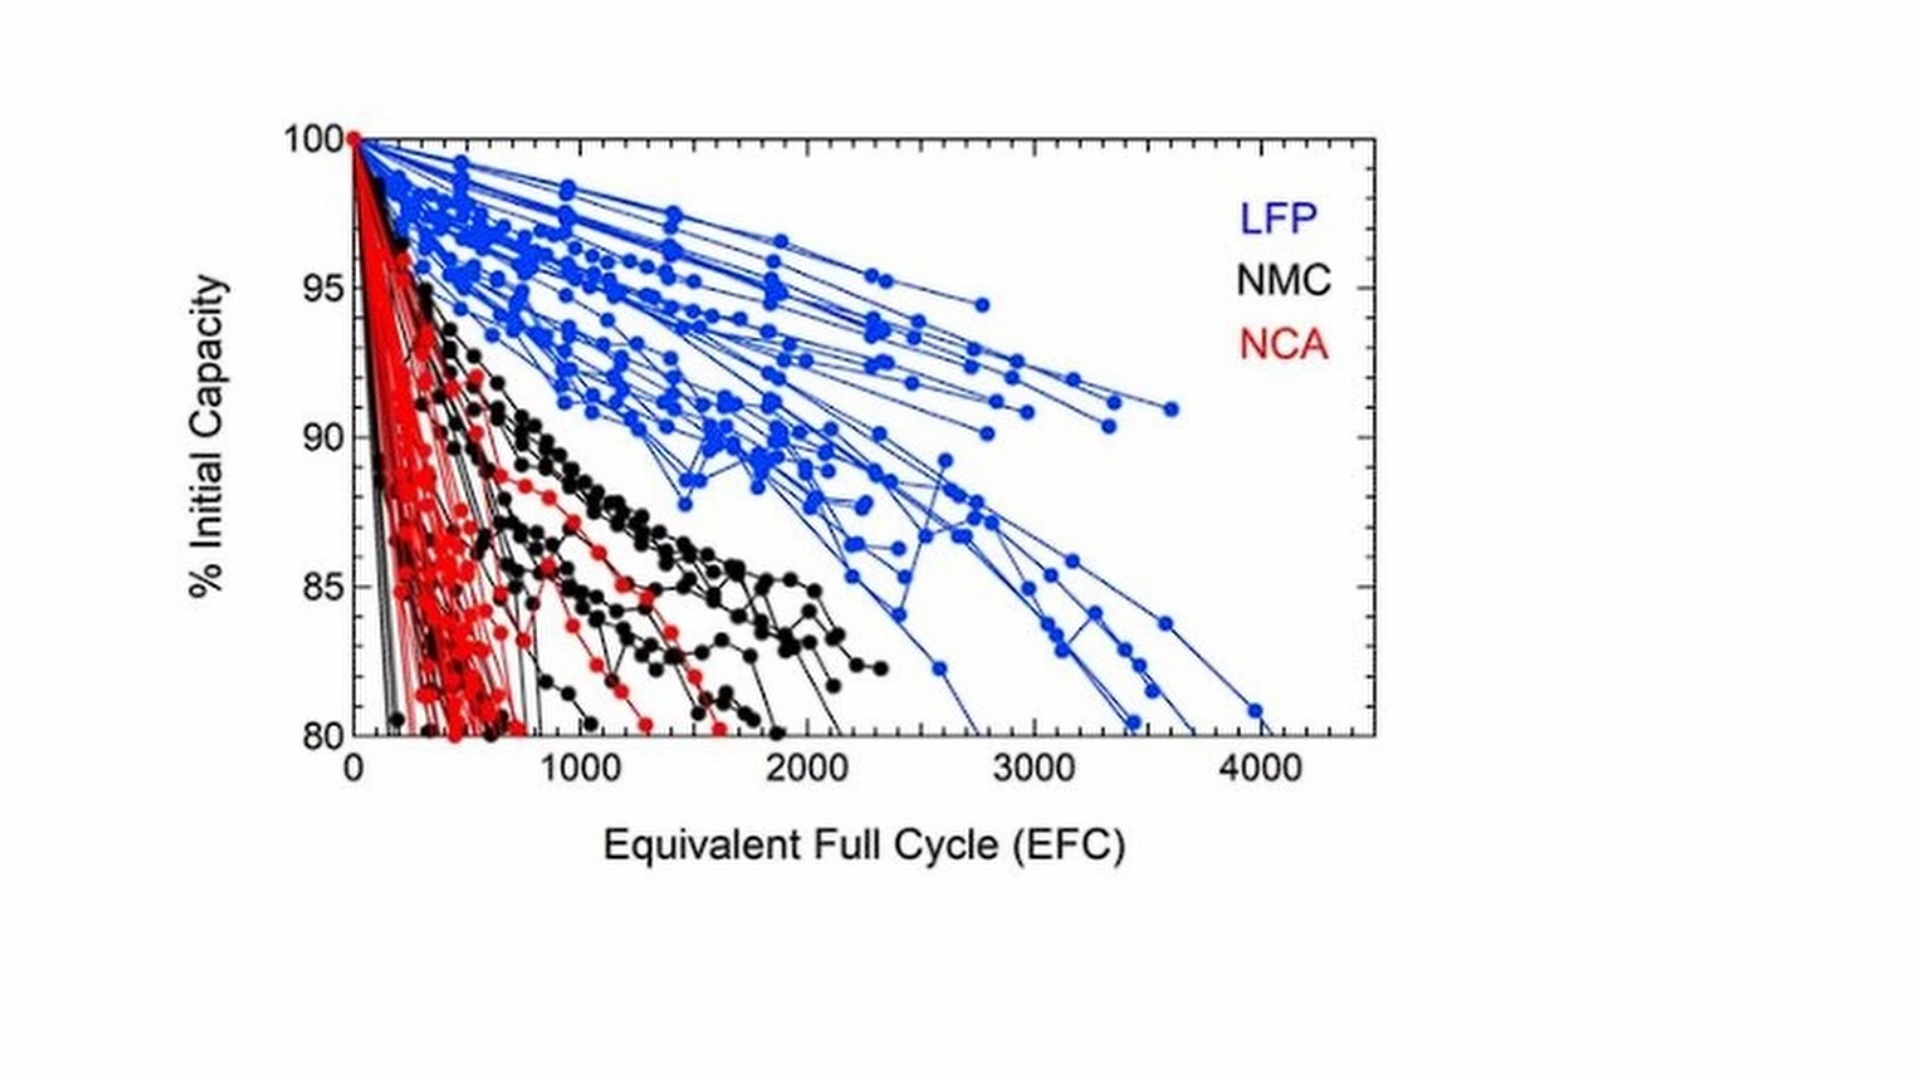 100
95
90
85
80
% Initial Capacity
LFP
NMC
NCA
0 1000 2000 3000 4000
Equivalent Full Cycle (EFC)